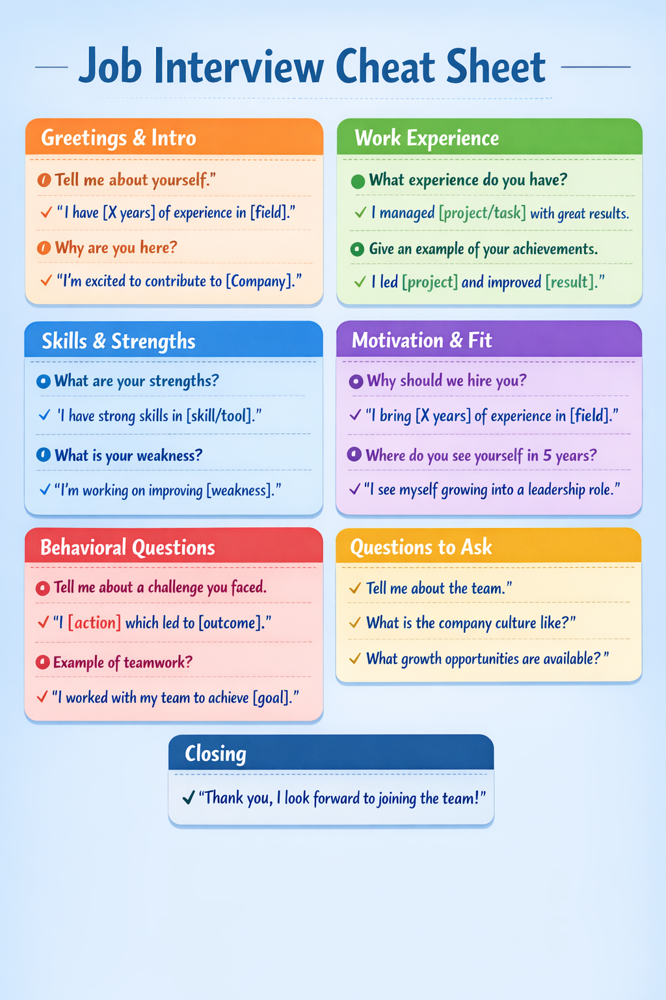 Job Interview Cheat Sheet
Greetings & Intro
Tell me about yourself.”
“I have [X years] of experience in [field].”
Why are you here?
“I’m excited to contribute to [Company].”
Work Experience
What experience do you have?
I managed [project/task] with great results.
Give an example of your achievements.
I led [project] and improved [result].”
Skills & Strengths
What are your strengths?
'I have strong skills in [skill/tool].”
What is your weakness?
“I’m working on improving [weakness].”
Motivation & Fit
Why should we hire you?
“I bring [X years] of experience in [field].”
Where do you see yourself in 5 years?
“I see myself growing into a leadership role.”
Behavioral Questions
Tell me about a challenge you faced.
“I [action] which led to [outcome].”
Example of teamwork?
“I worked with my team to achieve [goal].”
Questions to Ask
Tell me about the team.”
What is the company culture like?”
What growth opportunities are available?”
Closing
“Thank you, I look forward to joining the team!”